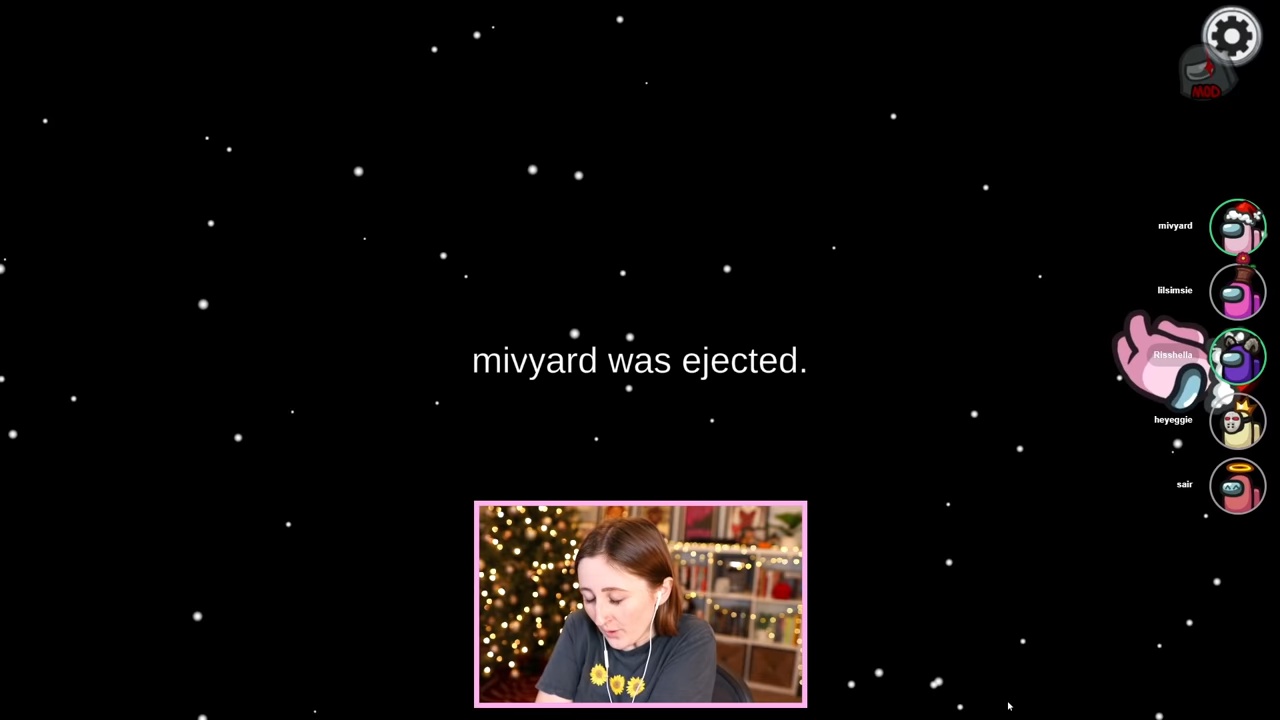 MOD
mivyard
lilsimsie
Risshella
mivyard was ejected.
heyeggie
sair